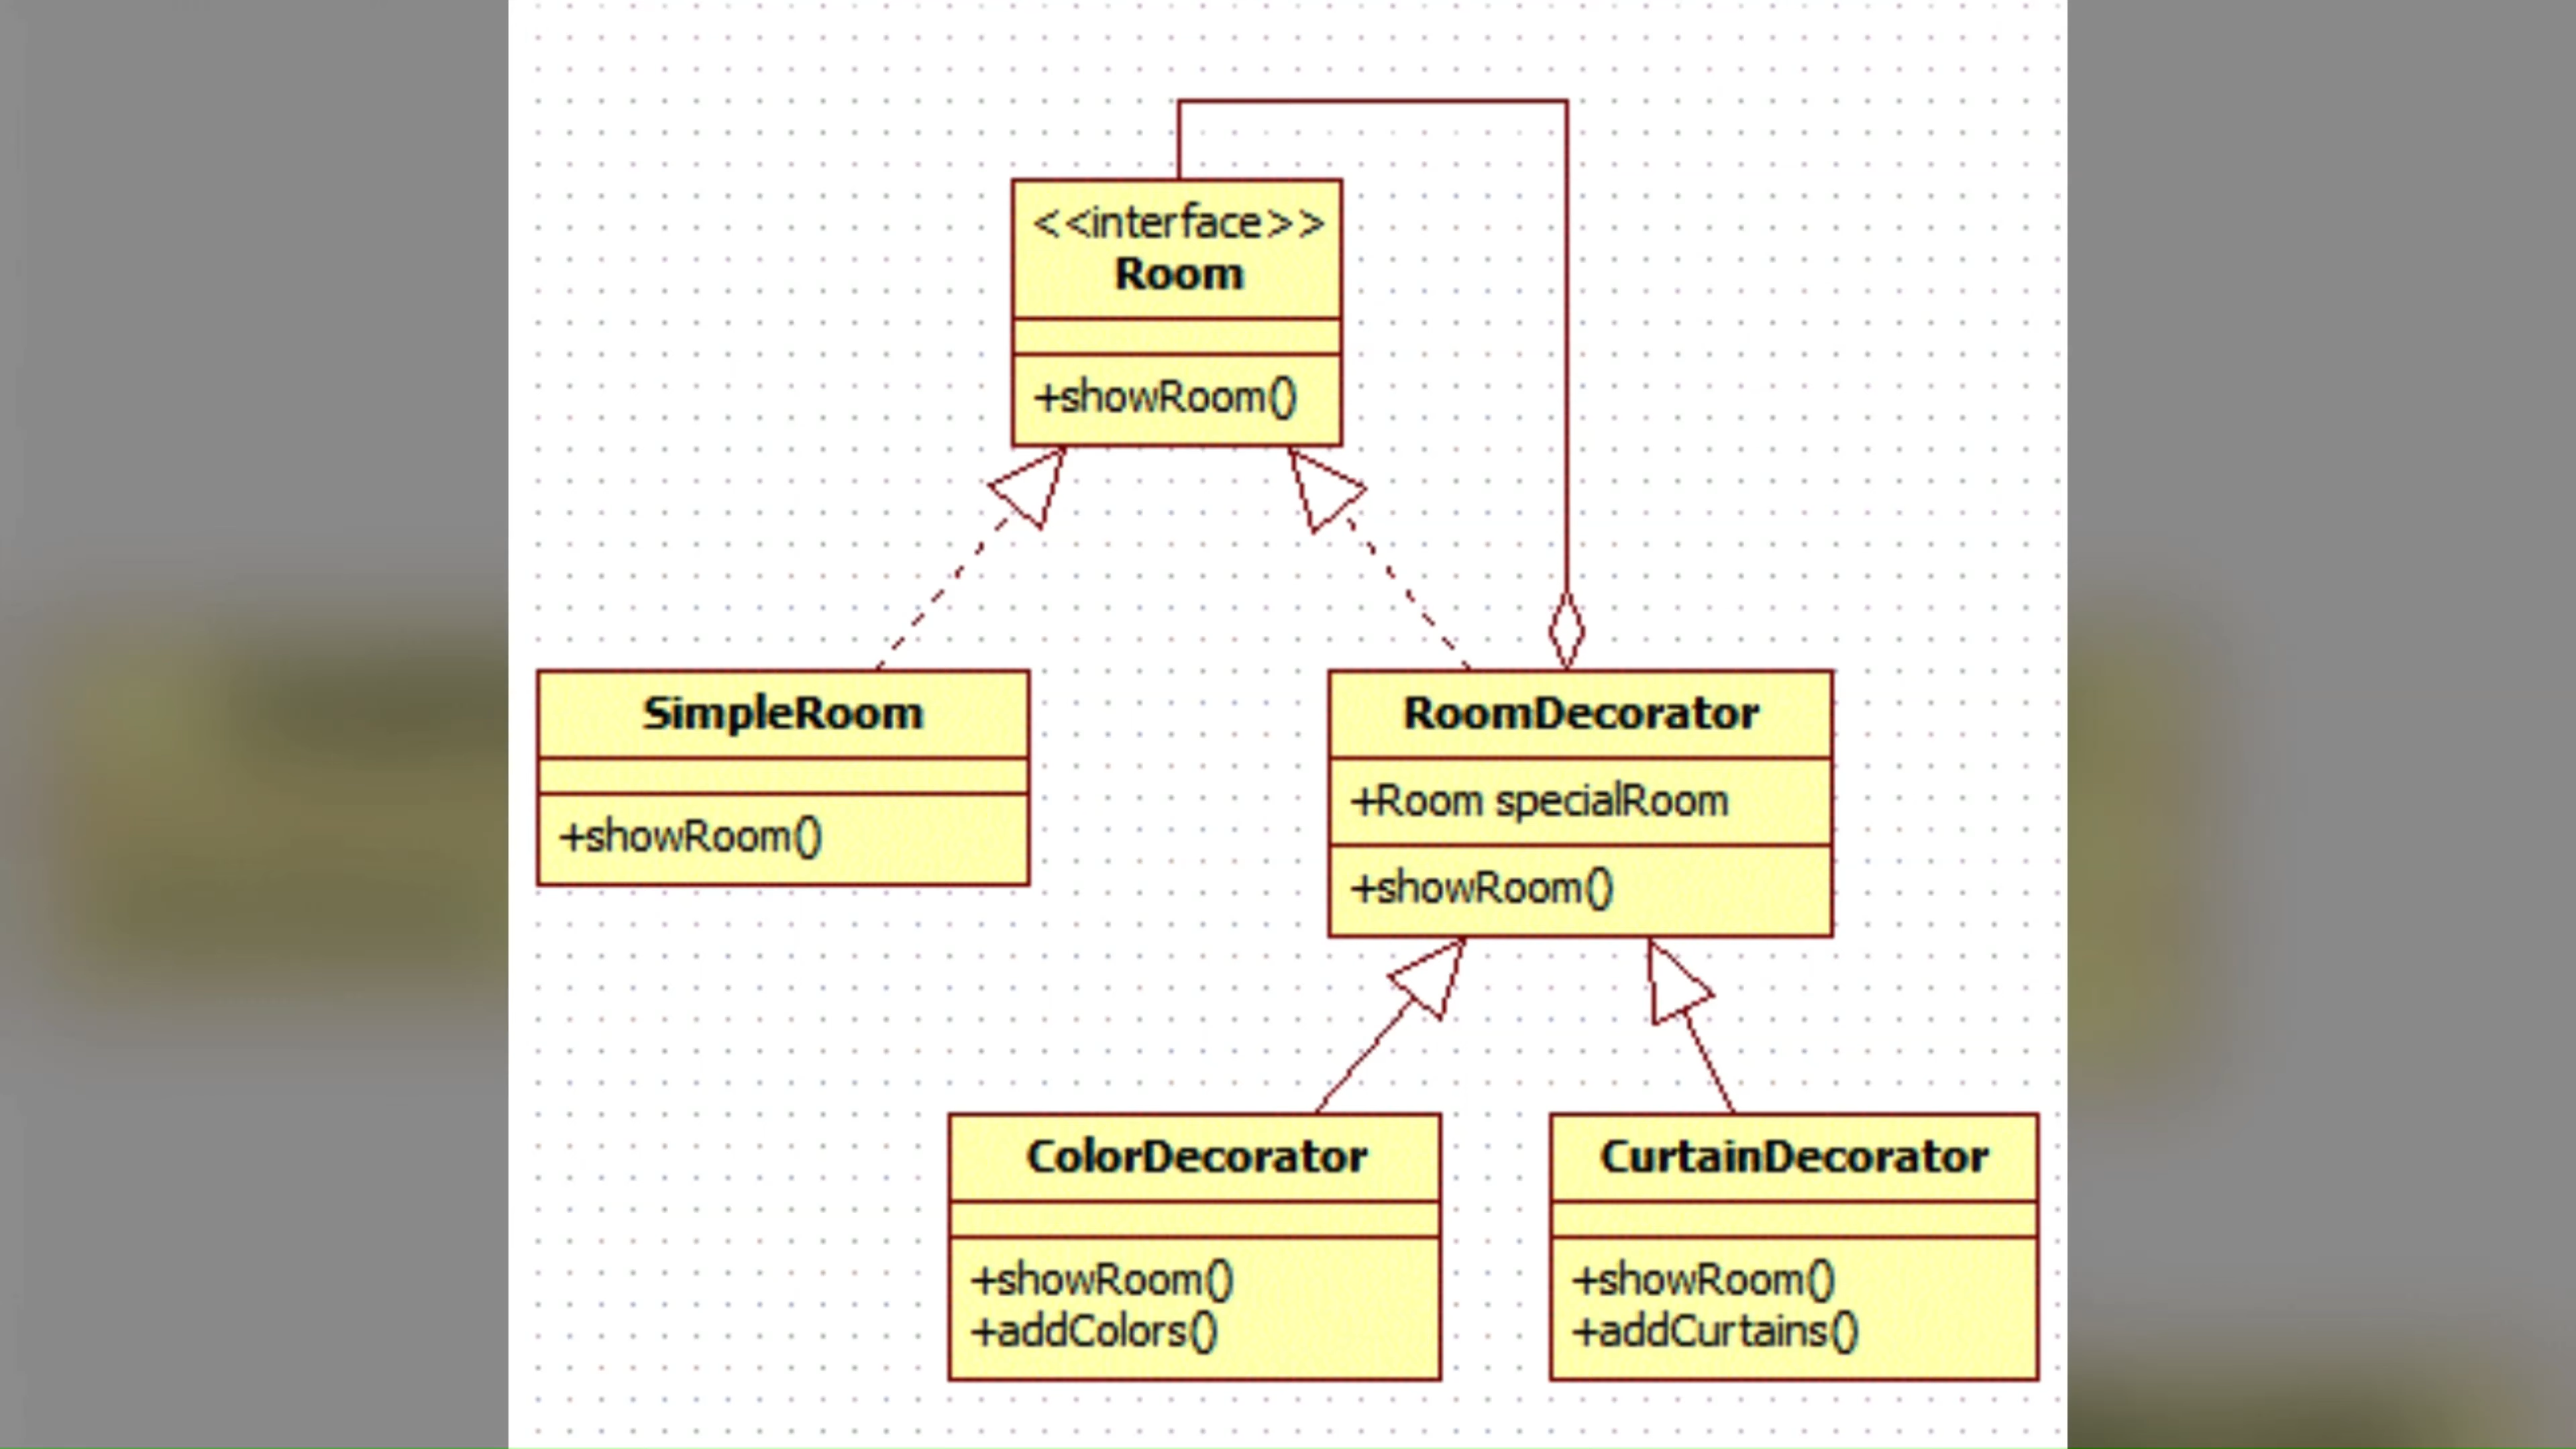 <<interface>>
Room
+showRoom()
SimpleRoom
+showRoom()
RoomDecorator
+Room specialRoom
+showRoom()
ColorDecorator
+showRoom()
+addColors()
CurtainDecorator
+showRoom()
+addCurtains()